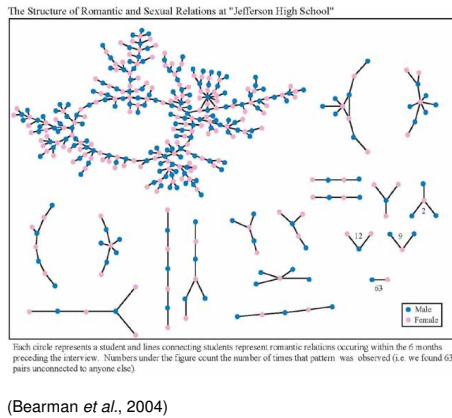 The Structure of Romantic and Sexual Relations at "Jefferson High School"
2
12
9
63
Male
Female
Each circle represents a student and lines connecting students represent romantic relations occuring within the 6 months
preceding the interview. Numbers under the figure count the number of times that pattern was observed (i.e. we found 63
pairs unconnected to anyone else).
(Bearman et al., 2004)